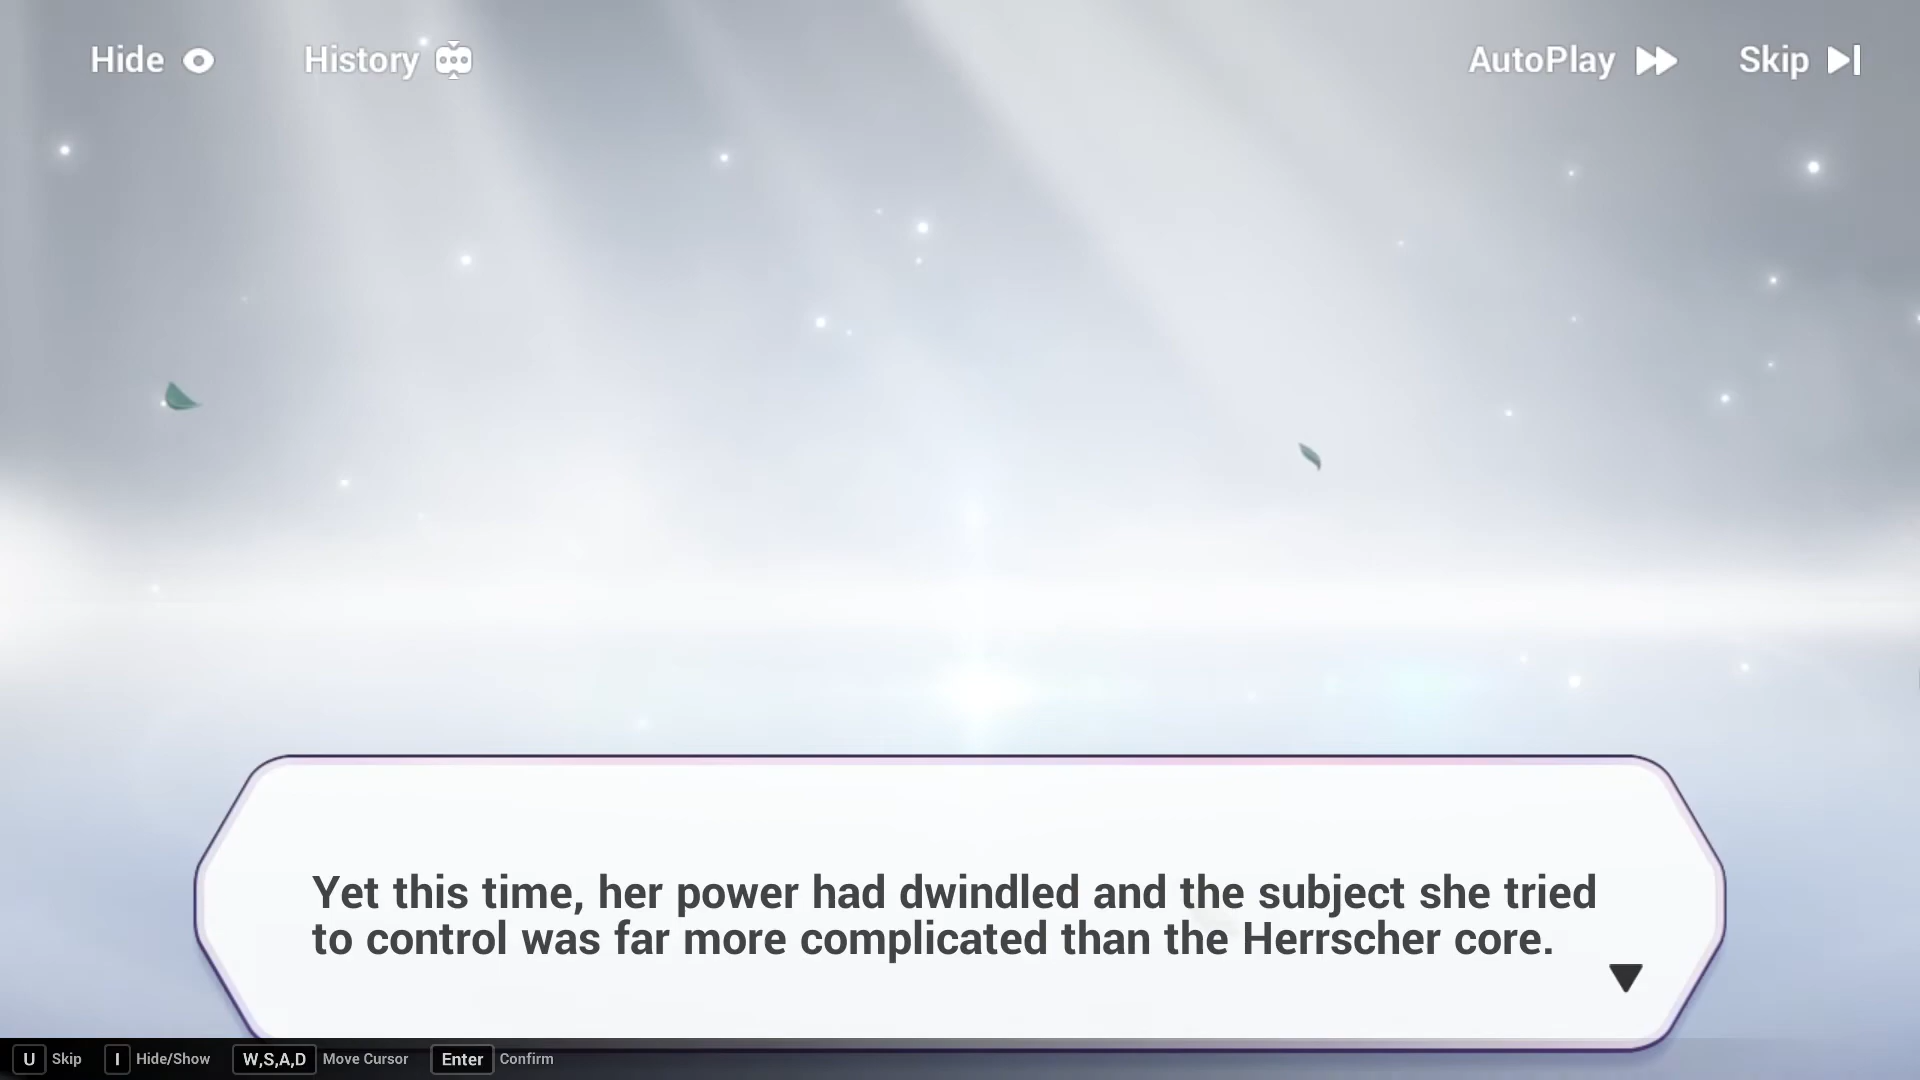 Hide
History
AutoPlay
Skip
Yet this time, her power had dwindled and the subject she tried
to control was far more complicated than the Herrscher core.
U Skip I Hide/Show W,S,A,D Move Cursor Enter Confirm